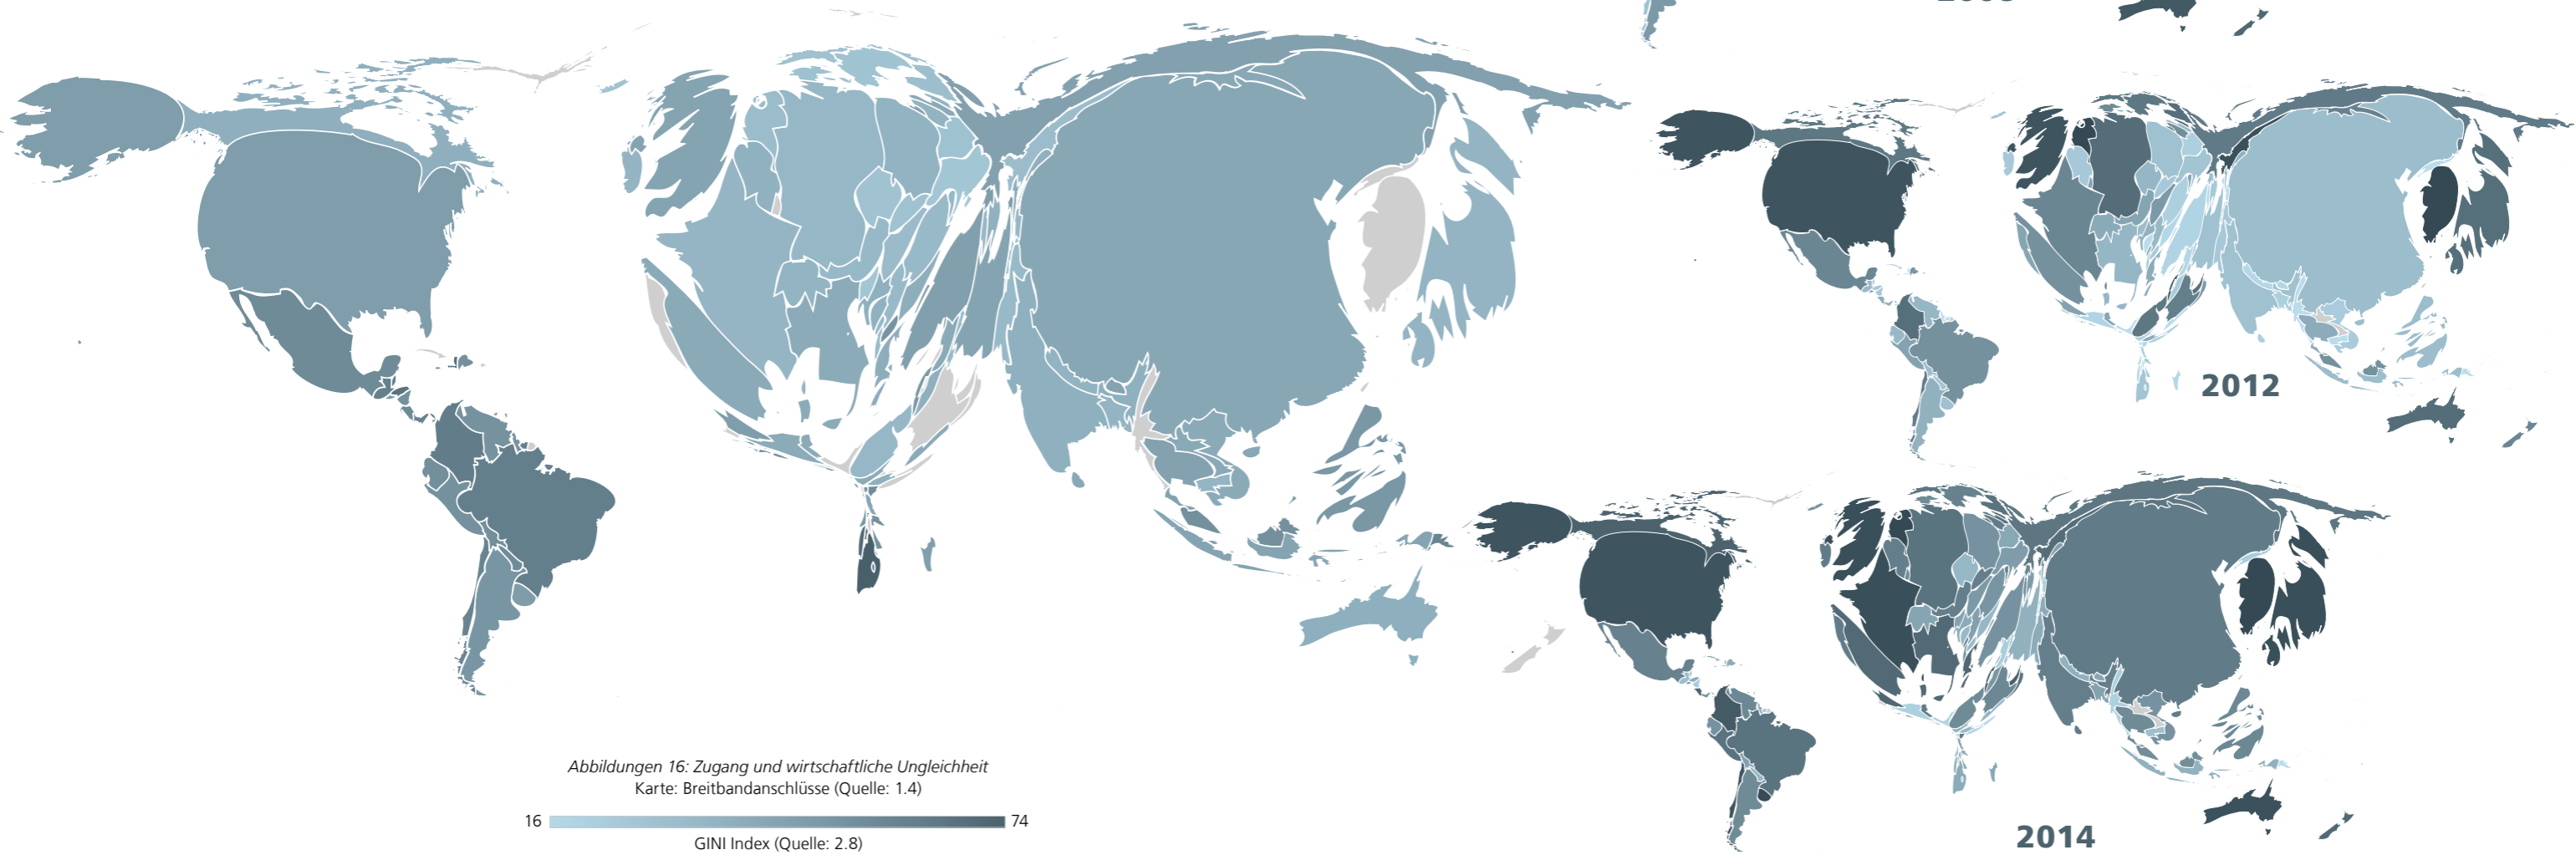 2012
Abbildungen 16: Zugang und wirtschaftliche Ungleichheit
Karte: Breitbandanschlüsse (Quelle: 1.4)
16 74
GINI Index (Quelle: 2.8)
2014